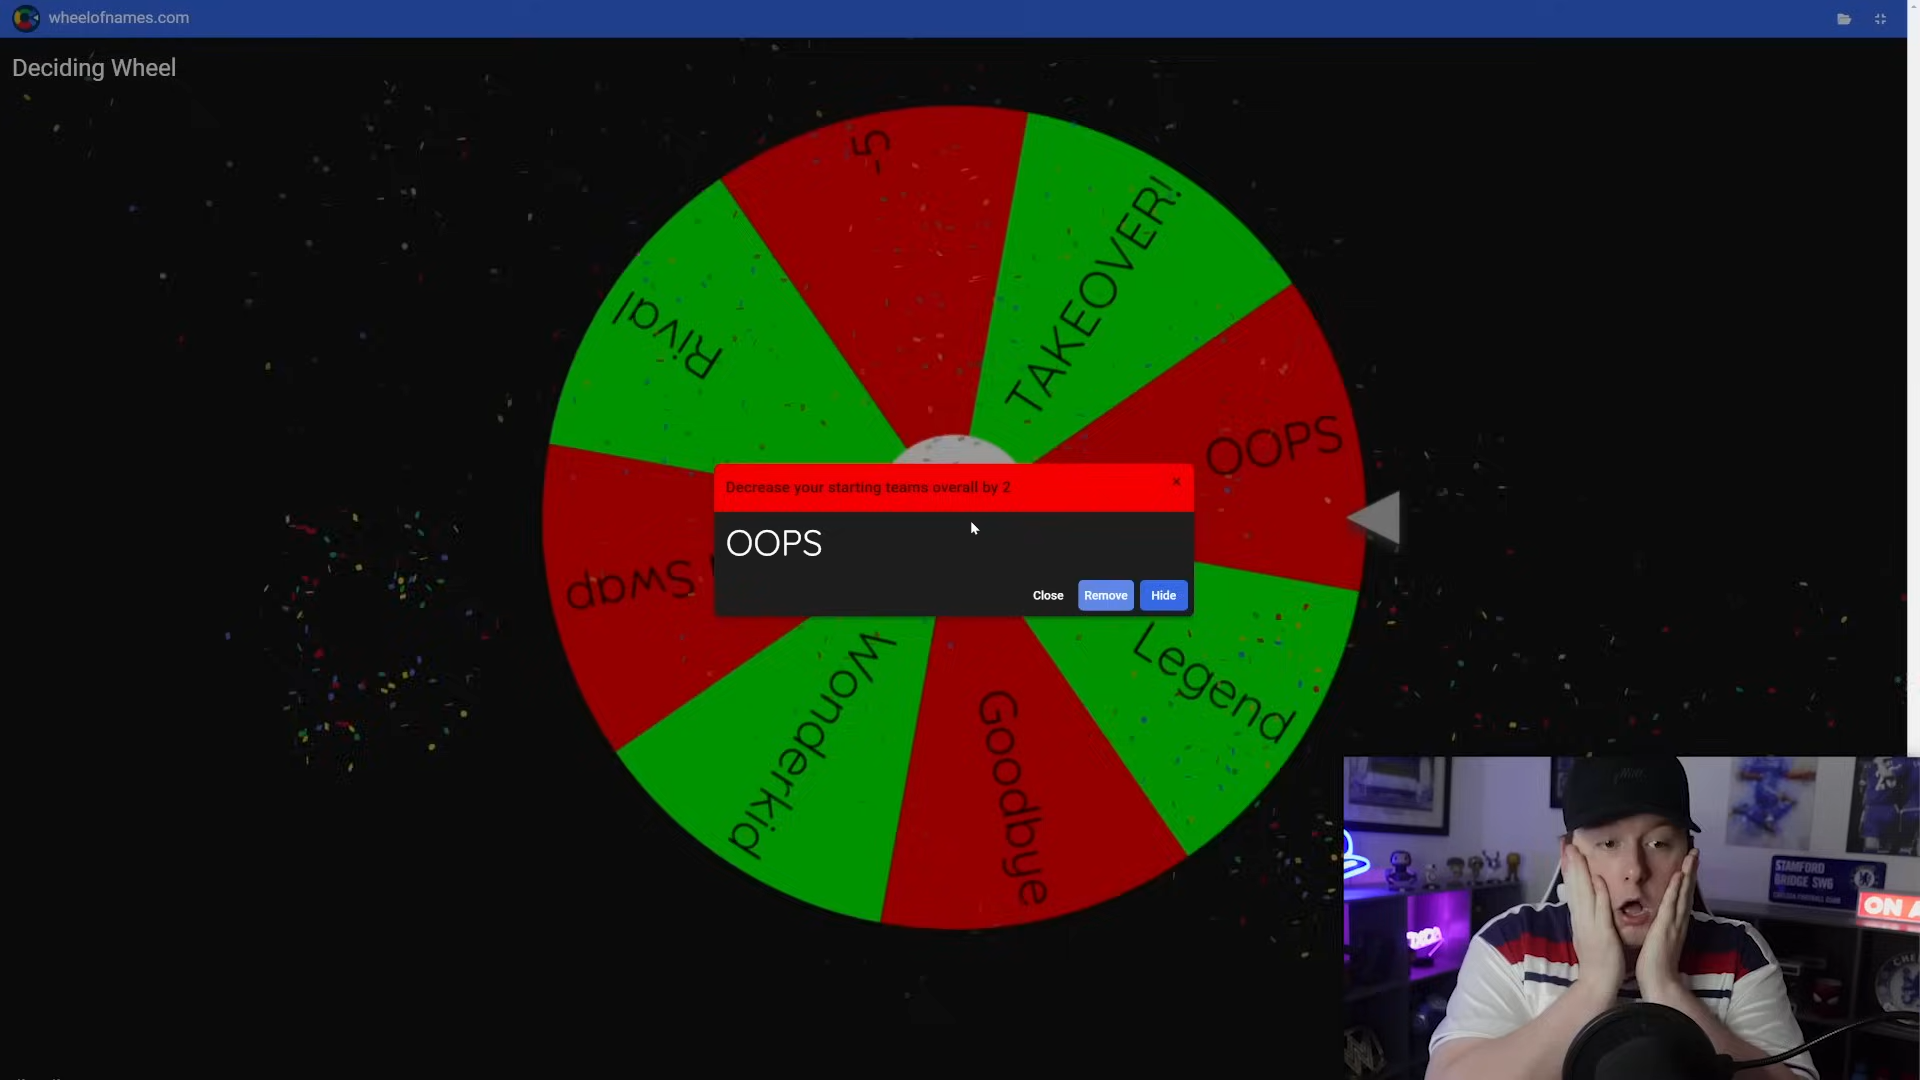 wheelofnames.com
Deciding Wheel
-5
TAKEOVER!
Rival
OOPS
Decrease your starting teams overall by 2
×
OOPS
Close
Remove
Hide
Swap
Legend
Wonderkid
Goodbye
STAMFORD
BRIDGE SW6
ON A